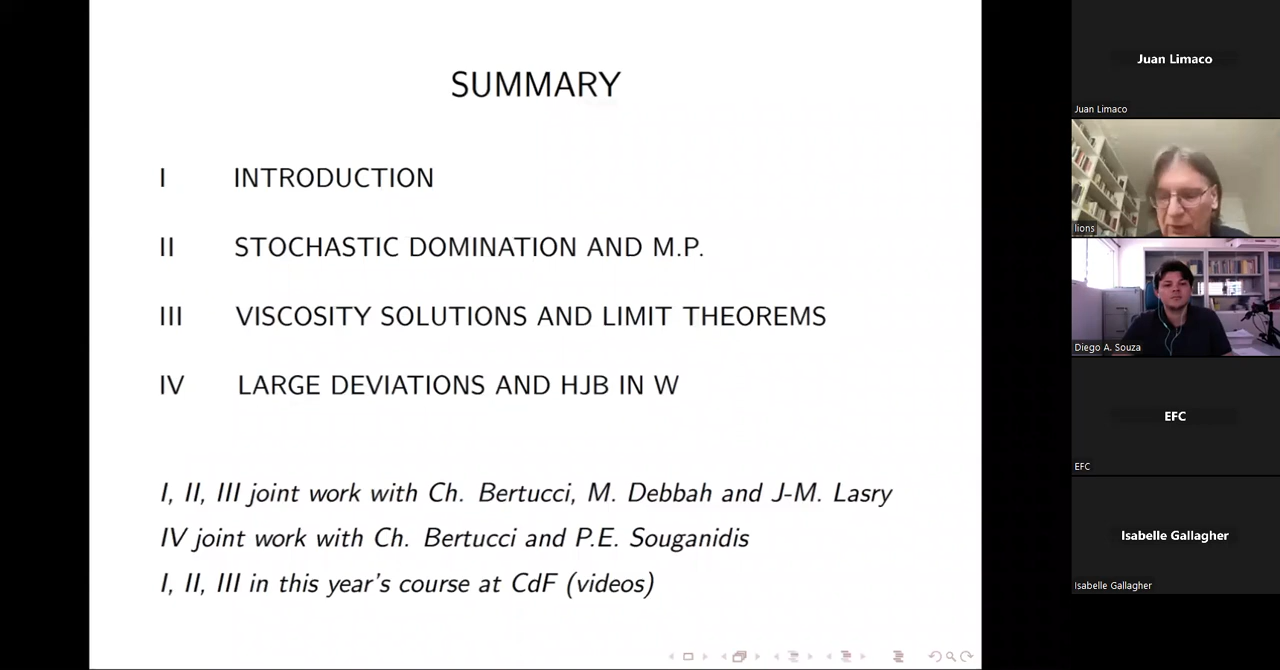 SUMMARY
I INTRODUCTION
II STOCHASTIC DOMINATION AND M.P.
III VISCOSITY SOLUTIONS AND LIMIT THEOREMS
IV LARGE DEVIATIONS AND HJB IN W
I, II, III joint work with Ch. Bertucci, M. Debbah and J-M. Lasry
IV joint work with Ch. Bertucci and P.E. Souganidis
I, II, III in this year's course at CdF (videos)
Juan Limaco
Juan Limaco
lions
Diego A. Souza
EFC
EFC
Isabelle Gallagher
Isabelle Gallagher